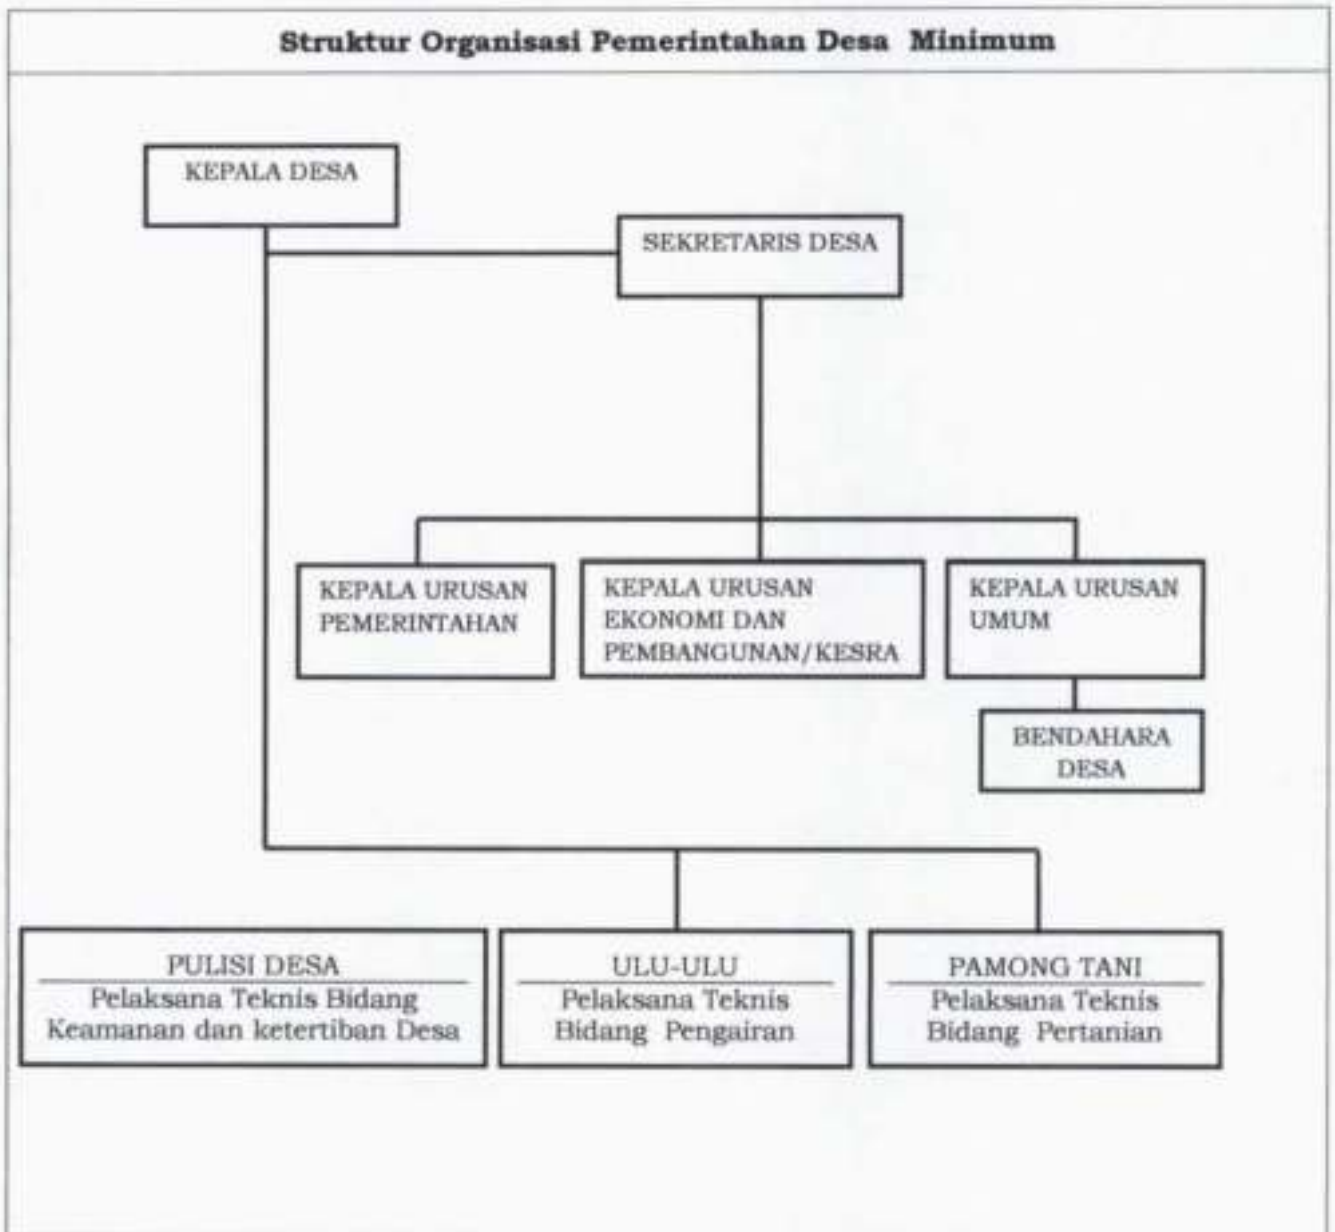 Struktur Organisasi Pemerintahan Desa Minimum
KEPALA DESA
SEKRETARIS DESA
KEPALA URUSAN
PEMERINTAHAN
KEPALA URUSAN
EKONOMI DAN
PEMBANGUNAN/KESRA
KEPALA URUSAN
UMUM
BENDAHARA
DESA
PULISI DESA
Pelaksana Teknis Bidang
Keamanan dan ketertiban Desa
ULU-ULU
Pelaksana Teknis
Bidang Pengairan
PAMONG TANI
Pelaksana Teknis
Bidang Pertanian